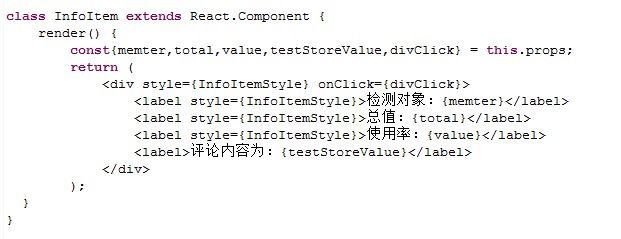 class InfoItem extends React.Component {
    render() {
        const{memter,total,value,testStoreValue,divClick} = this.props;
        return (
            <div style={InfoItemStyle} onClick={divClick}>
                <label style={InfoItemStyle}>检测对象：{memter}</label>
                <label style={InfoItemStyle}>总值：{total}</label>
                <label style={InfoItemStyle}>使用率：{value}</label>
                <label>评论内容为：{testStoreValue}</label>
            </div>
        );
  }
}